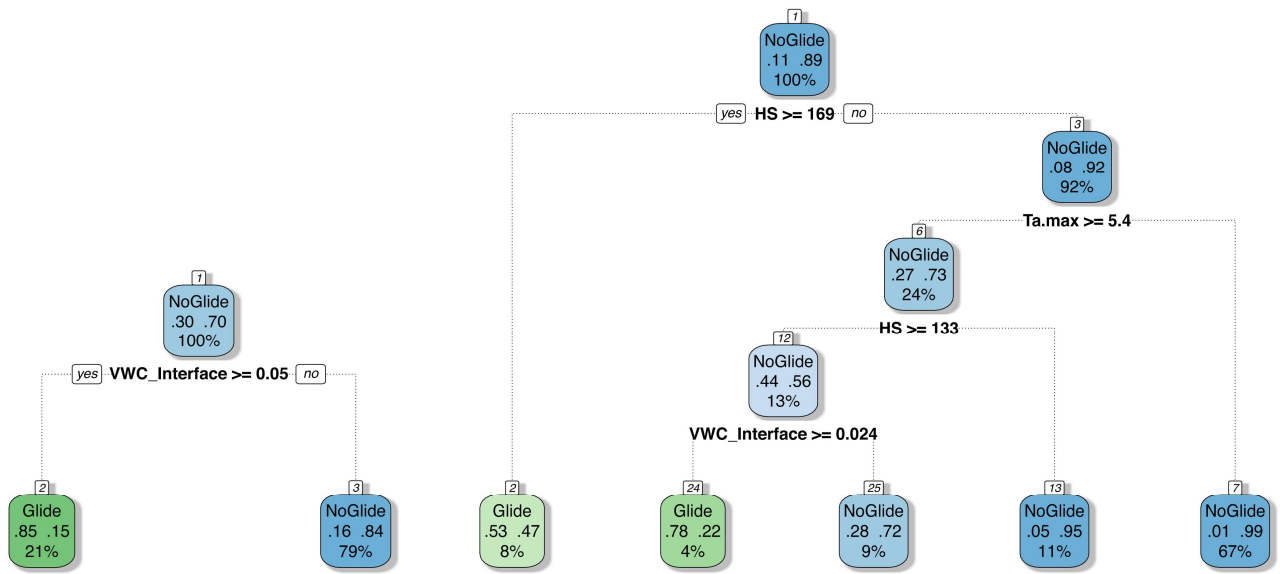 1
NoGlide
.30 .70
100%
yes VWC_Interface >= 0.05 no
2
Glide
.85 .15
21%
3
NoGlide
.16 .84
79%
1
NoGlide
.11 .89
100%
yes HS >= 169 no
3
NoGlide
.08 .92
92%
Ta.max >= 5.4
6
NoGlide
.27 .73
24%
HS >= 133
12
NoGlide
.44 .56
13%
VWC_Interface >= 0.024
2
Glide
.53 .47
8%
24
Glide
.78 .22
4%
25
NoGlide
.28 .72
9%
13
NoGlide
.05 .95
11%
7
NoGlide
.01 .99
67%